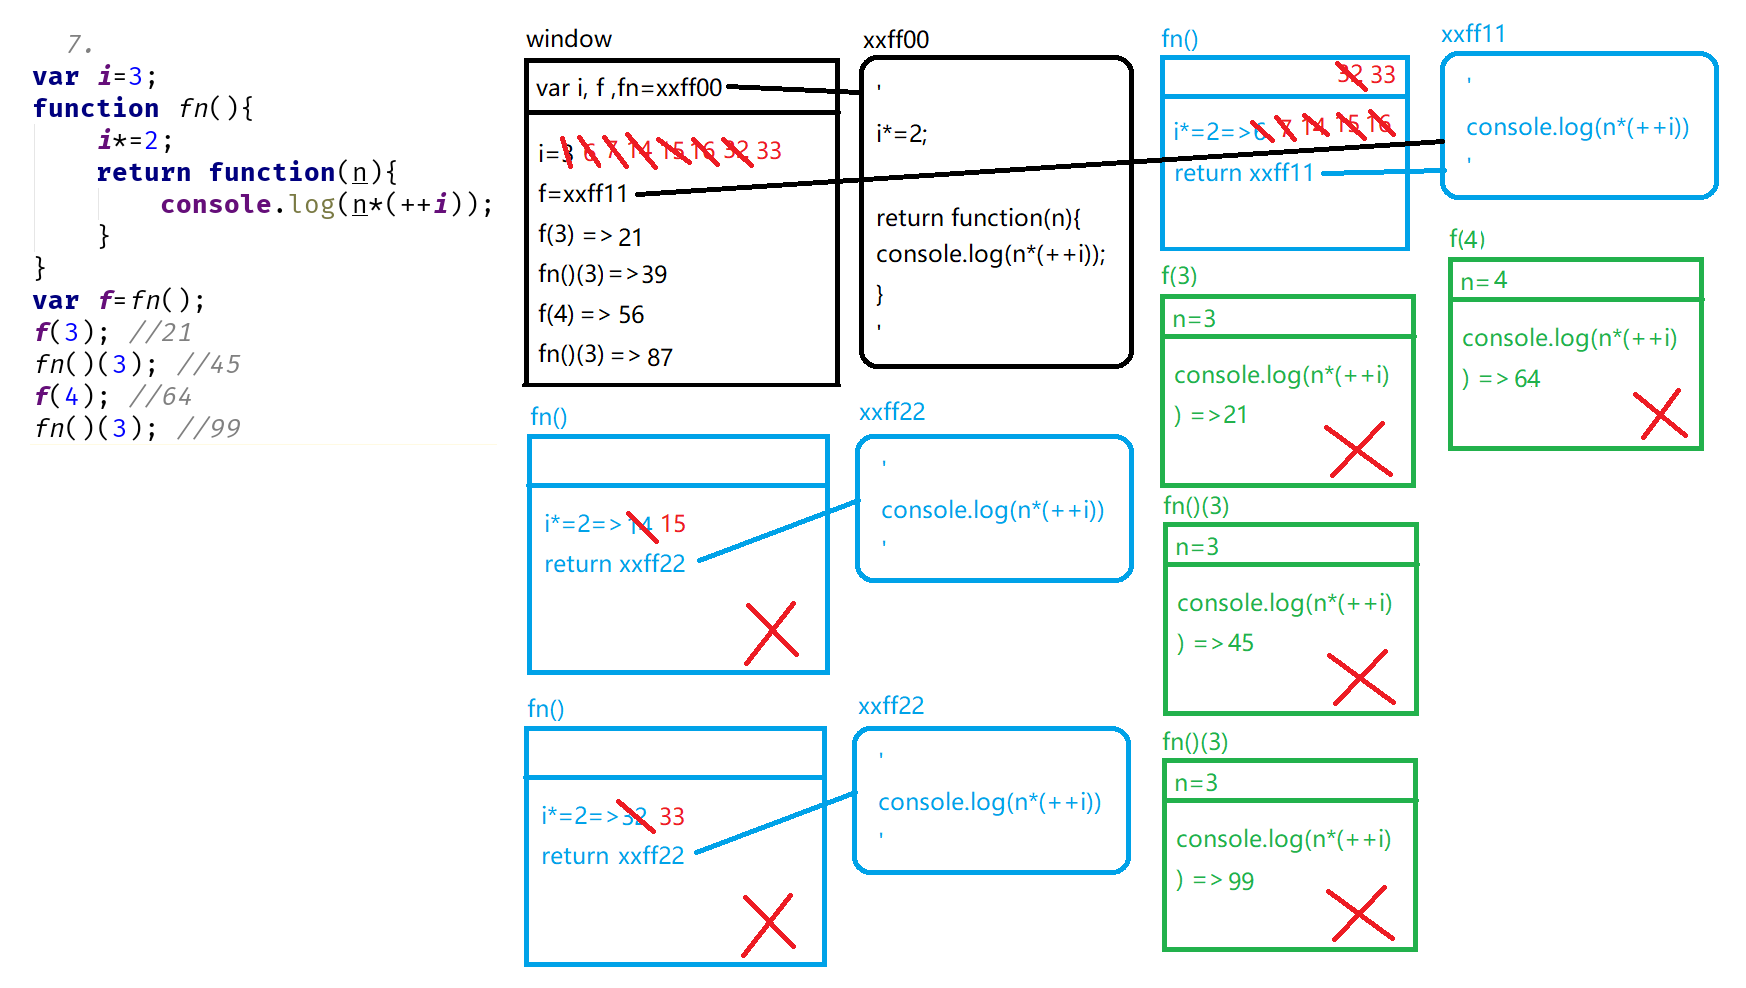 7.
var i=3;
function fn(){
i*=2;
return function(n){
console.log(n*(++i));
}
}
var f=fn();
f(3); //21
fn()(3); //45
f(4); //64
fn()(3); //99
window
var i, f ,fn=xxff00
i=3 6 7 14 15 16 32 33
f=xxff11
f(3) => 21
fn()(3) =>39
f(4) => 56
fn()(3) => 87
xxff00
'
i*=2;
return function(n){
console.log(n*(++i));
}
'
fn()
32 33
i*=2=>6 7 14 15 16
return xxff11
xxff11
'
console.log(n*(++i))
'
f(3)
n=3
console.log(n*(++i)
) =>21
f(4)
n= 4
console.log(n*(++i)
) => 64
fn()
i*=2=>14 15
return xxff22
xxff22
'
console.log(n*(++i))
'
fn()(3)
n=3
console.log(n*(++i)
) => 45
fn()
i*=2=>32 33
return xxff22
xxff22
'
console.log(n*(++i))
'
fn()(3)
n=3
console.log(n*(++i)
) => 99